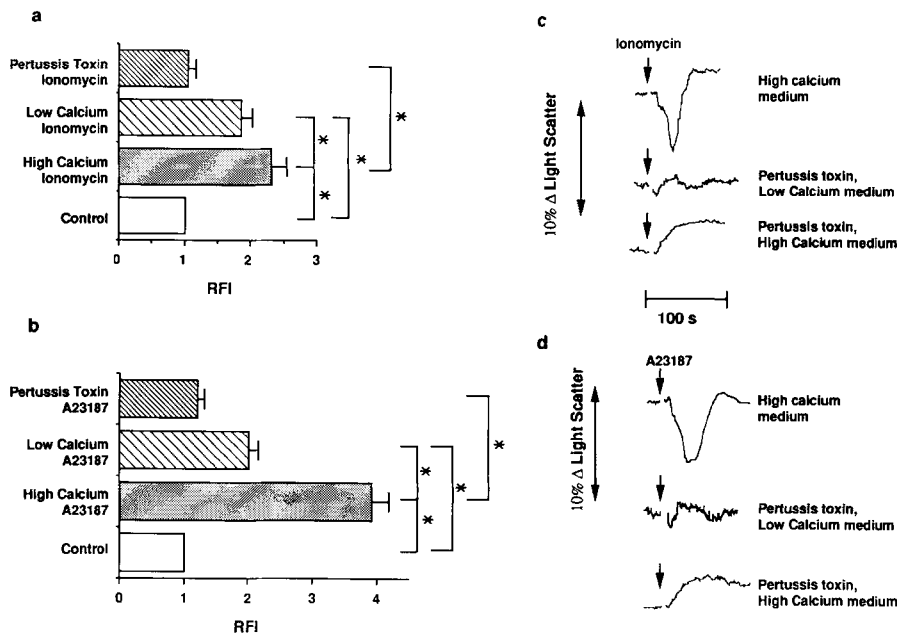 a
Pertussis Toxin
Ionomycin
Low Calcium
Ionomycin
High Calcium
Ionomycin
Control
*
*
*
*
0 1 2 3
RFI
b
Pertussis Toxin
A23187
Low Calcium
A23187
High Calcium
A23187
Control
*
*
*
*
0 1 2 3 4
RFI
c
Ionomycin
10% Δ Light Scatter
High calcium
medium
Pertussis toxin,
Low Calcium medium
Pertussis toxin,
High Calcium medium
100 s
d
A23187
10% Δ Light Scatter
High calcium
medium
Pertussis toxin,
Low Calcium medium
Pertussis toxin,
High Calcium medium